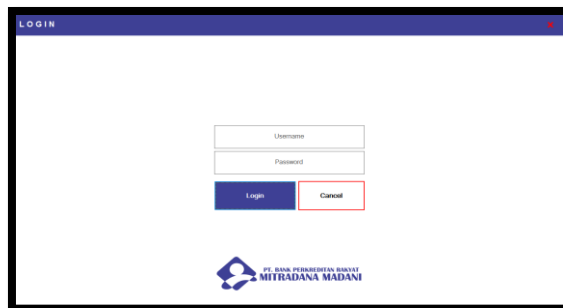 LOGIN
Username
Password
Login
Cancel
PT. BANK PERKREDITAN RAKYAT
MITRADANA MADANI